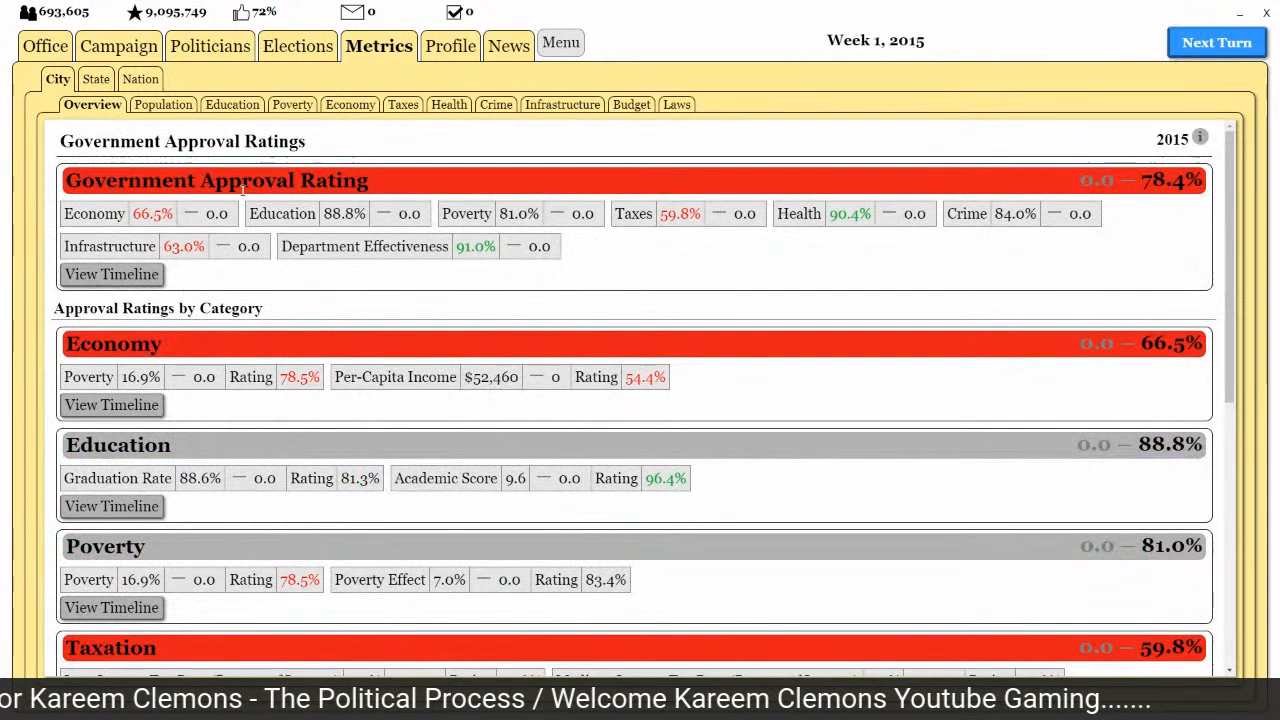 693,605 9,095,749 72% 0 0 _ X
Office Campaign Politicians Elections Metrics Profile News Menu Week 1, 2015 Next Turn
City State Nation
Overview Population Education Poverty Economy Taxes Health Crime Infrastructure Budget Laws
Government Approval Ratings 2015 i
Government Approval Rating 0.0 — 78.4%
Economy 66.5% — 0.0 Education 88.8% — 0.0 Poverty 81.0% — 0.0 Taxes 59.8% — 0.0 Health 90.4% — 0.0 Crime 84.0% — 0.0
Infrastructure 63.0% — 0.0 Department Effectiveness 91.0% — 0.0
View Timeline
Approval Ratings by Category
Economy 0.0 — 66.5%
Poverty 16.9% — 0.0 Rating 78.5% Per-Capita Income $52,460 — 0 Rating 54.4%
View Timeline
Education 0.0 — 88.8%
Graduation Rate 88.6% — 0.0 Rating 81.3% Academic Score 9.6 — 0.0 Rating 96.4%
View Timeline
Poverty 0.0 — 81.0%
Poverty 16.9% — 0.0 Rating 78.5% Poverty Effect 7.0% — 0.0 Rating 83.4%
View Timeline
Taxation 0.0 — 59.8%
or Kareem Clemons - The Political Process / Welcome Kareem Clemons Youtube Gaming.......